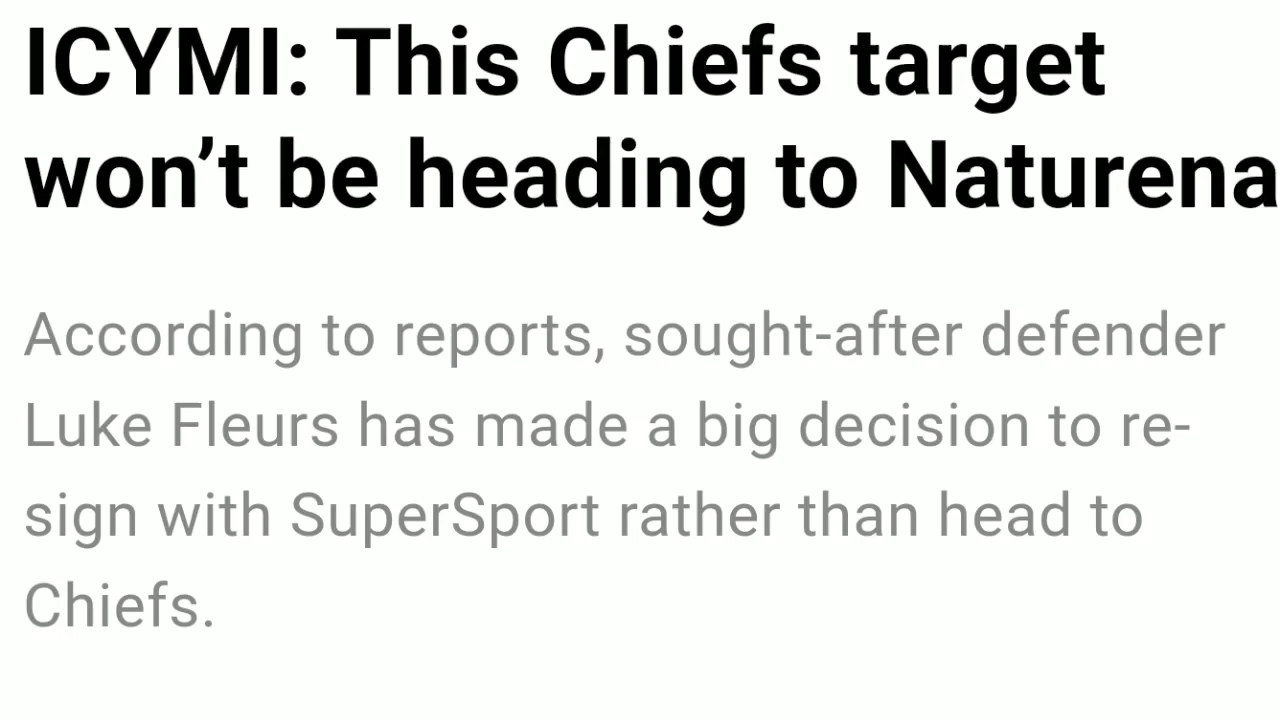 ICYMI: This Chiefs target
won’t be heading to Naturena
According to reports, sought-after defender
Luke Fleurs has made a big decision to re-
sign with SuperSport rather than head to
Chiefs.